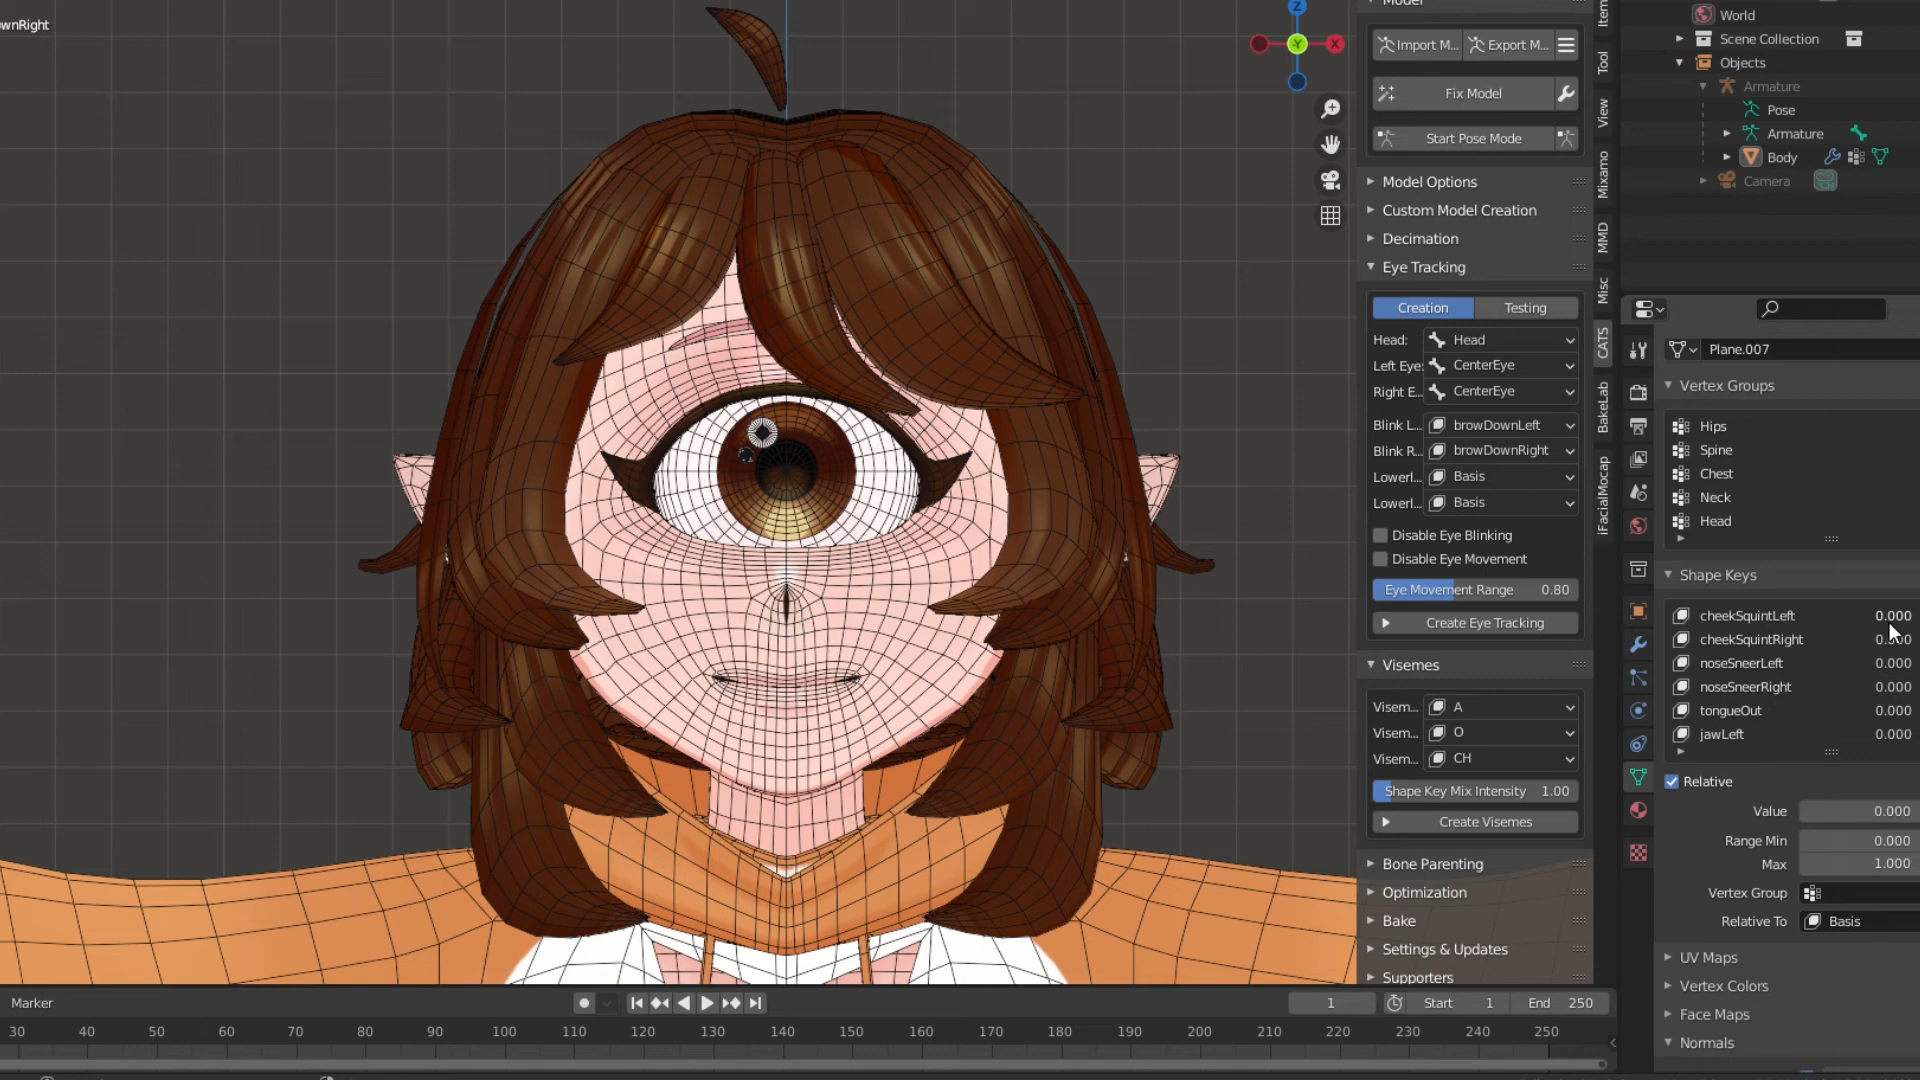 wnRight
Model
Import M...
Export M...
Fix Model
Start Pose Mode
Model Options
Custom Model Creation
Decimation
Eye Tracking
Creation
Testing
Head:
Head
Left Eye:
CenterEye
Right E...
CenterEye
Blink L...
browDownLeft
Blink R...
browDownRight
Lowerl...
Basis
Lowerl...
Basis
Disable Eye Blinking
Disable Eye Movement
Eye Movement Range 0.80
Create Eye Tracking
Visemes
Visem...
A
Visem...
O
Visem...
CH
Shape Key Mix Intensity 1.00
Create Visemes
Bone Parenting
Optimization
Bake
Settings & Updates
Supporters
Z
-Y
X
Item
Tool
View
Mixamo
MMD
Misc
CATS
BakeLab
iFacialMocap
World
Scene Collection
Objects
Armature
Pose
Armature
Body
Camera
Plane.007
Vertex Groups
Hips
Spine
Chest
Neck
Head
Shape Keys
cheekSquintLeft 0.000
cheekSquintRight 0.000
noseSneerLeft 0.000
noseSneerRight 0.000
tongueOut 0.000
jawLeft 0.000
Relative
Value 0.000
Range Min 0.000
Max 1.000
Vertex Group
Relative To
Basis
UV Maps
Vertex Colors
Face Maps
Normals
Marker
1
Start 1
End 250
30 40 50 60 70 80 90 100 110 120 130 140 150 160 170 180 190 200 210 220 230 240 250